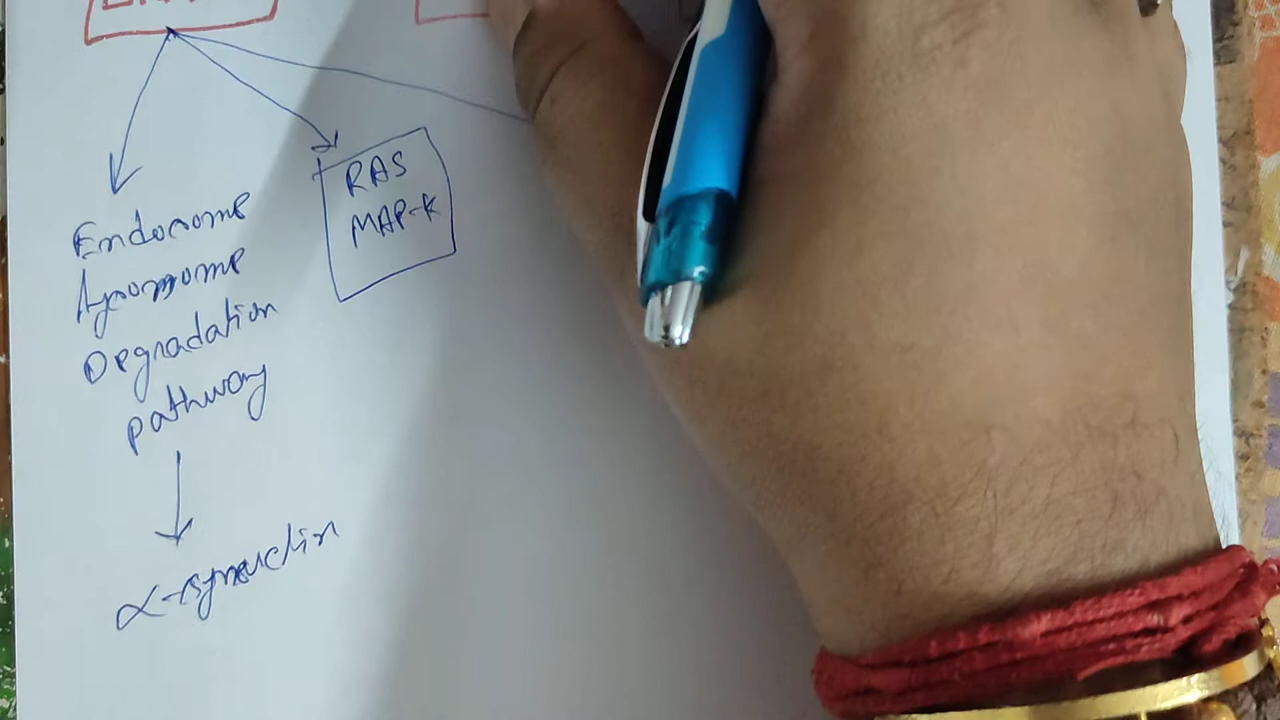 Endosome
Lysosome
Degradation
pathway
α-synuclin
RAS
MAP-K